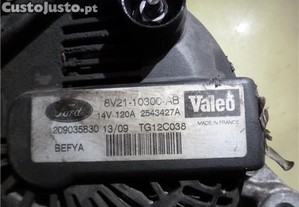 custojusto.pt
Ford
8V21-10300-AB
Valeo
14V 120A 2543427A
MADE IN FRANCE
209035830 13/09 TG12C038
BEFYA